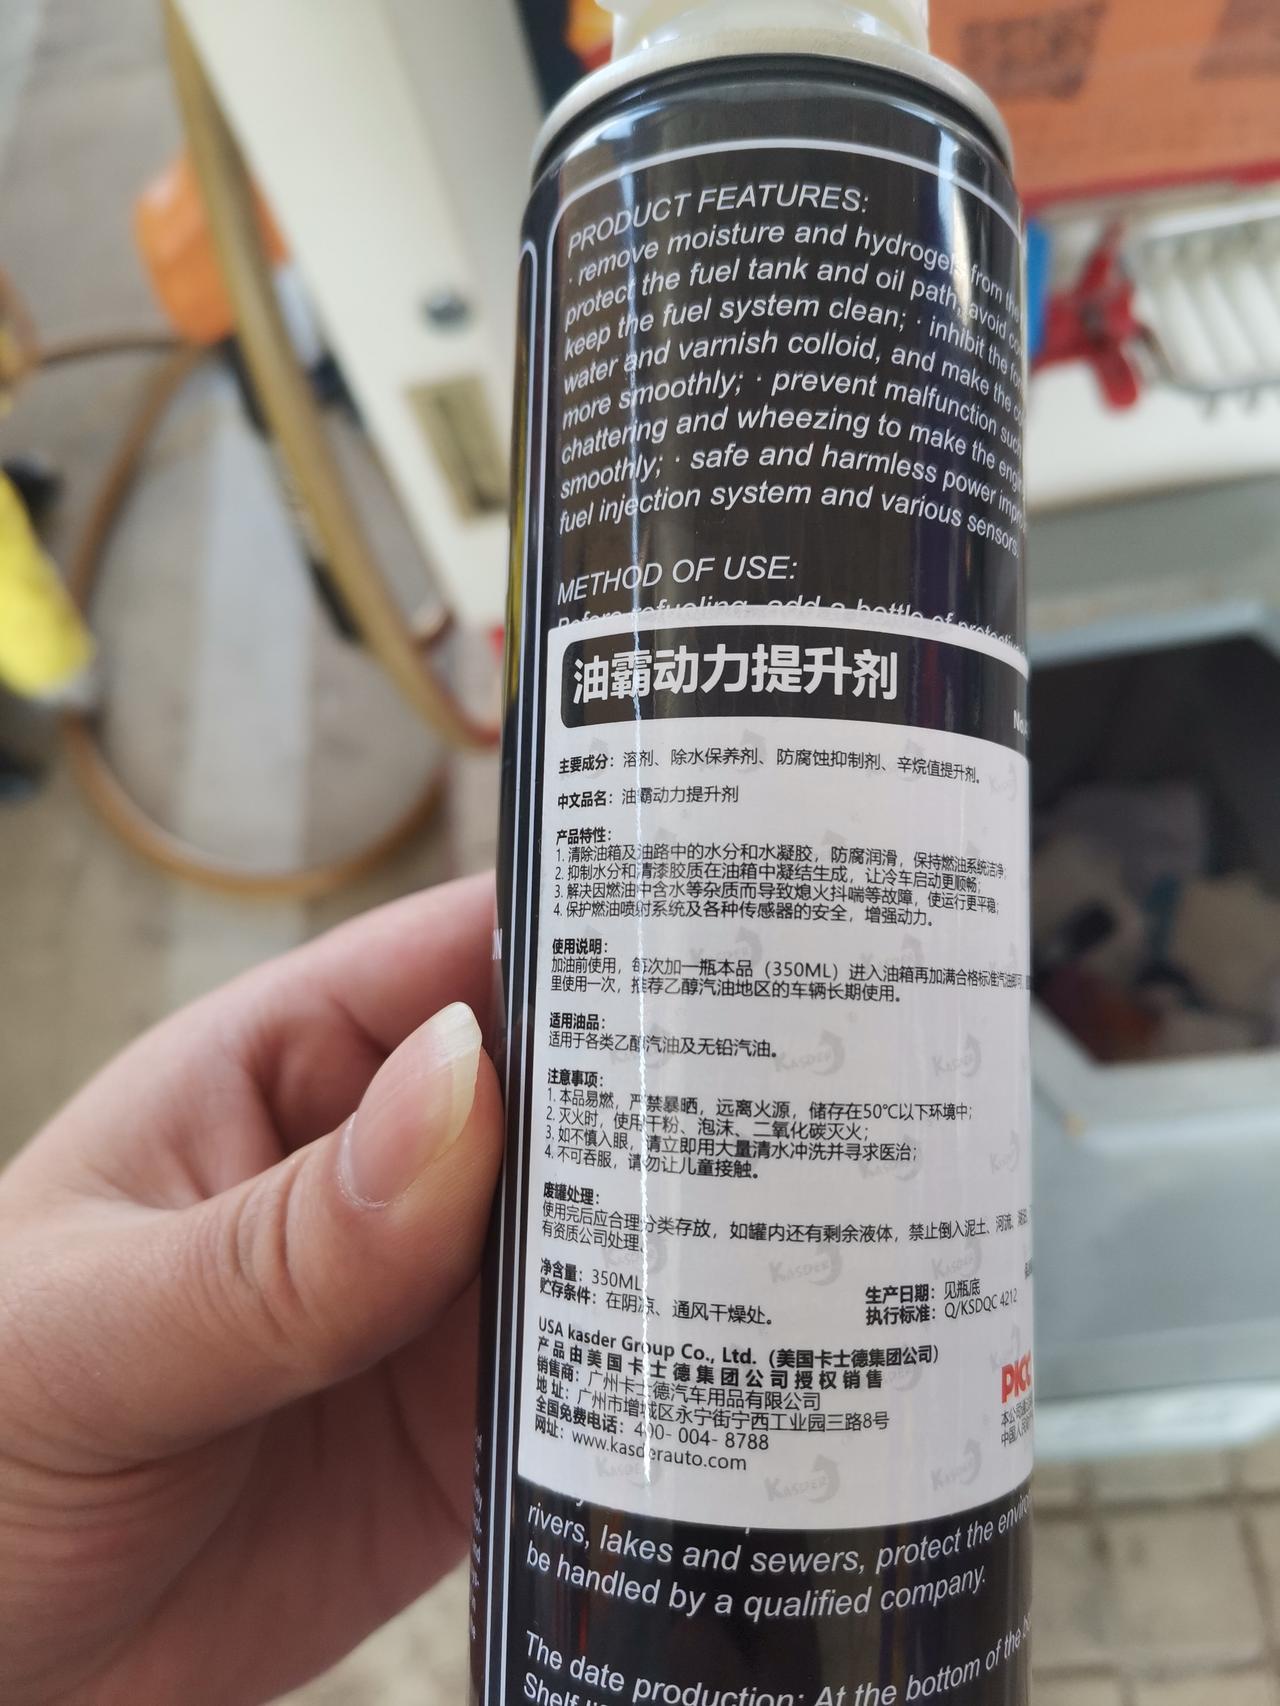 PRODUCT FEATURES:
· remove moisture and hydrogel from the
protect the fuel tank and oil path, avoid
keep the fuel system clean; · inhibit the
water and varnish colloid, and make the
more smoothly; · prevent malfunction such
chattering and wheezing to make the
smoothly; · safe and harmless power
fuel injection system and various sensors.
METHOD OF USE:
Before refueling, add a bottle of
油霸动力提升剂
主要成分：溶剂、除水保养剂、防腐蚀抑制剂、辛烷值提升剂。
中文品名：油霸动力提升剂
产品特性：
1. 清除油箱及油路中的水分和水凝胶，防腐润滑，保持燃油系统洁净；
2. 抑制水分和清漆胶质在油箱中凝结生成，让冷车启动更顺畅；
3. 解决因燃油中含水等杂质而导致熄火抖喘等故障，使运行更平稳；
4. 保护燃油喷射系统及各种传感器的安全，增强动力。
使用说明：
加油前使用，每次加一瓶本品（350ML）进入油箱再加满合格标准汽油即可，
里使用一次，推荐乙醇汽油地区的车辆长期使用。
适用油品：
适用于各类乙醇汽油及无铅汽油。
注意事项：
1. 本品易燃，严禁暴晒，远离火源，储存在50℃以下环境中；
2. 灭火时，使用干粉、泡沫、二氧化碳灭火；
3. 如不慎入眼，请立即用大量清水冲洗并寻求医治；
4. 不可吞服，请勿让儿童接触。
废罐处理：
使用完后应合理分类存放，如罐内还有剩余液体，禁止倒入泥土、河流、
有资质公司处理。
净含量：350ML
贮存条件：在阴凉、通风干燥处。
生产日期：见瓶底
执行标准：Q/KSDQC 4212
USA kasder Group Co., Ltd.（美国卡士德集团公司）
产品由美国卡士德集团公司授权销售
销售商：广州卡士德汽车用品有限公司
地址：广州市增城区永宁街宁西工业园三路8号
全国免费电话：400-004-8788
网址：www.kasderauto.com
PICC
rivers, lakes and sewers, protect the
be handled by a qualified company.
The date production: At the bottom of the
Shelf